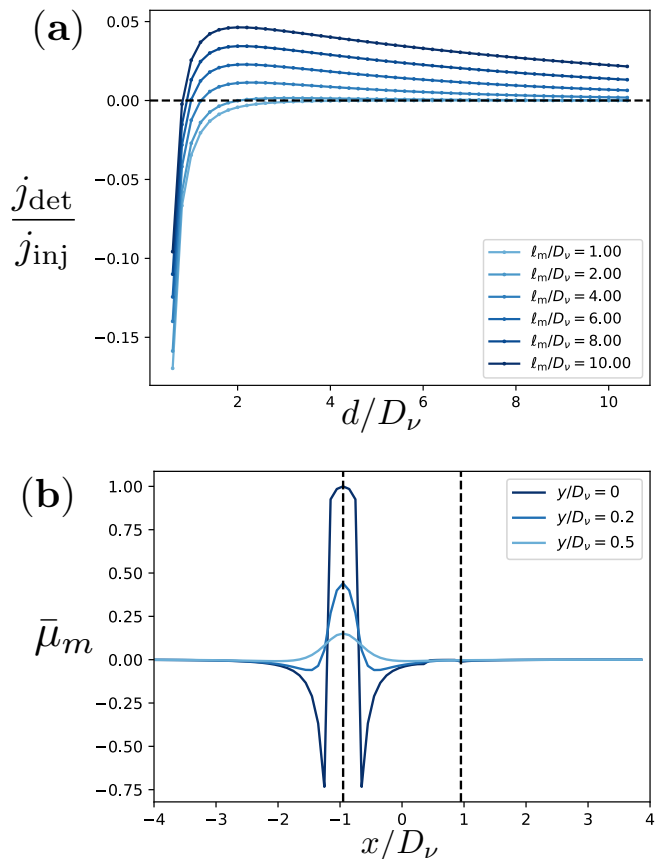 (a)
0.05
0.00
−0.05
−0.10
−0.15
j_det / j_inj
ℓ_m/D_ν = 1.00
ℓ_m/D_ν = 2.00
ℓ_m/D_ν = 4.00
ℓ_m/D_ν = 6.00
ℓ_m/D_ν = 8.00
ℓ_m/D_ν = 10.00
2 4 6 8 10
d/D_ν
(b)
1.00
0.75
0.50
0.25
0.00
−0.25
−0.50
−0.75
μ̄_m
y/D_ν = 0
y/D_ν = 0.2
y/D_ν = 0.5
−4 −3 −2 −1 0 1 2 3 4
x/D_ν